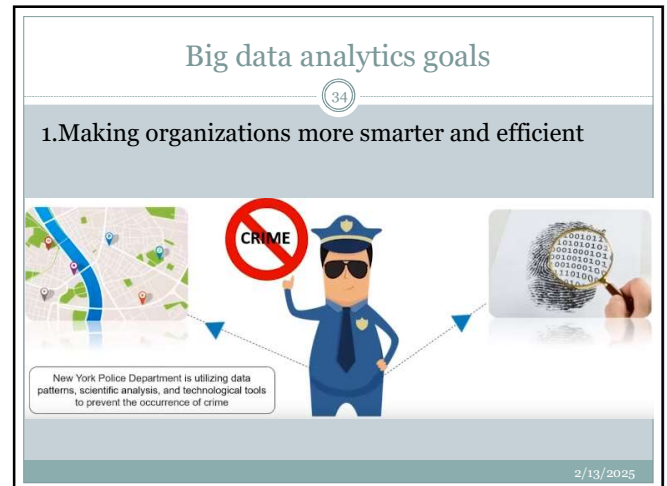 Big data analytics goals
34
1.Making organizations more smarter and efficient
CRIME
New York Police Department is utilizing data
patterns, scientific analysis, and technological tools
to prevent the occurrence of crime
2/13/2025